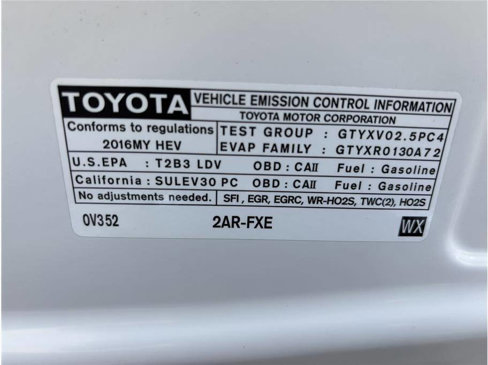 TOYOTA VEHICLE EMISSION CONTROL INFORMATION
TOYOTA MOTOR CORPORATION
Conforms to regulations TEST GROUP : GTYXV02.5PC4
2016MY HEV EVAP FAMILY : GTYXR0130A72
U.S.EPA : T2B3 LDV OBD : CAII Fuel : Gasoline
California : SULEV30 PC OBD : CAII Fuel : Gasoline
No adjustments needed. SFI , EGR, EGRC, WR-HO2S, TWC(2), HO2S
0V352 2AR-FXE WX